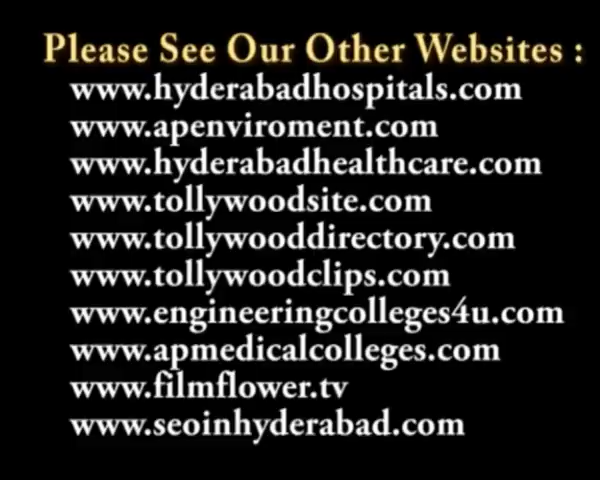 Please See Our Other Websites :
www.hyderabadhospitals.com
www.apenviroment.com
www.hyderabadhealthcare.com
www.tollywoodsite.com
www.tollywooddirectory.com
www.tollywoodclips.com
www.engineeringcolleges4u.com
www.apmedicalcolleges.com
www.filmflower.tv
www.seoinhyderabad.com